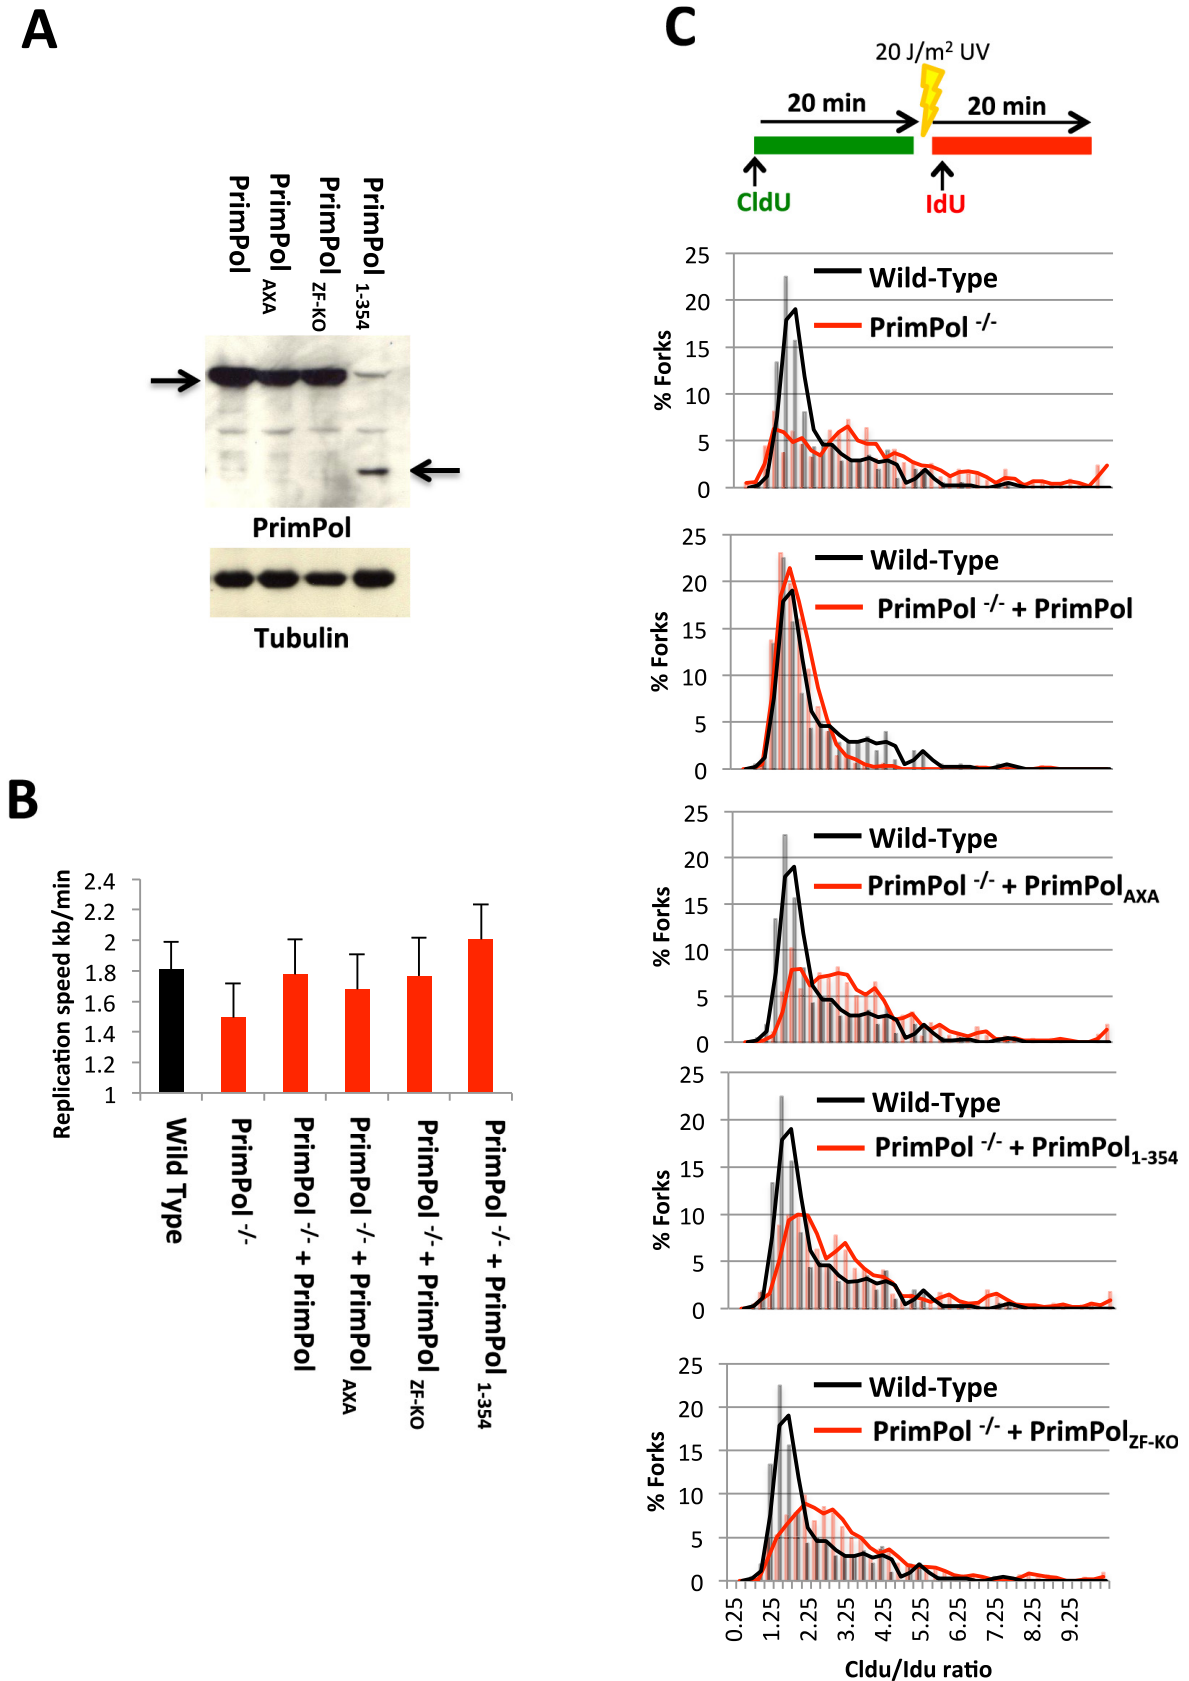 A
PrimPol
PrimPol AXA
PrimPol ZF-KO
PrimPol 1-354
PrimPol
Tubulin
B
Replication speed kb/min
2.4
2.2
2
1.8
1.6
1.4
1.2
1
Wild Type
PrimPol -/-
PrimPol -/- + PrimPol
PrimPol -/- + PrimPol AXA
PrimPol -/- + PrimPol ZF-KO
PrimPol -/- + PrimPol 1-354
C
20 J/m2 UV
20 min
20 min
CldU
IdU
% Forks
25
20
15
10
5
0
Wild-Type
PrimPol -/-
% Forks
25
20
15
10
5
0
Wild-Type
PrimPol -/- + PrimPol
% Forks
25
20
15
10
5
0
Wild-Type
PrimPol -/- + PrimPolAXA
% Forks
25
20
15
10
5
0
Wild-Type
PrimPol -/- + PrimPol1-354
% Forks
25
20
15
10
5
0
Wild-Type
PrimPol -/- + PrimPolZF-KO
0.25
1.25
2.25
3.25
4.25
5.25
6.25
7.25
8.25
9.25
Cldu/Idu ratio